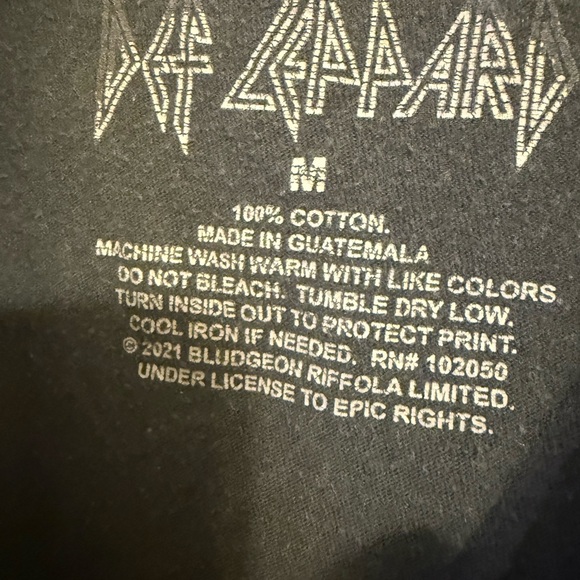 DEF LEPPARD
M
100% COTTON.
MADE IN GUATEMALA
MACHINE WASH WARM WITH LIKE COLORS
DO NOT BLEACH. TUMBLE DRY LOW.
TURN INSIDE OUT TO PROTECT PRINT.
COOL IRON IF NEEDED. RN# 102050
© 2021 BLUDGEON RIFFOLA LIMITED.
UNDER LICENSE TO EPIC RIGHTS.